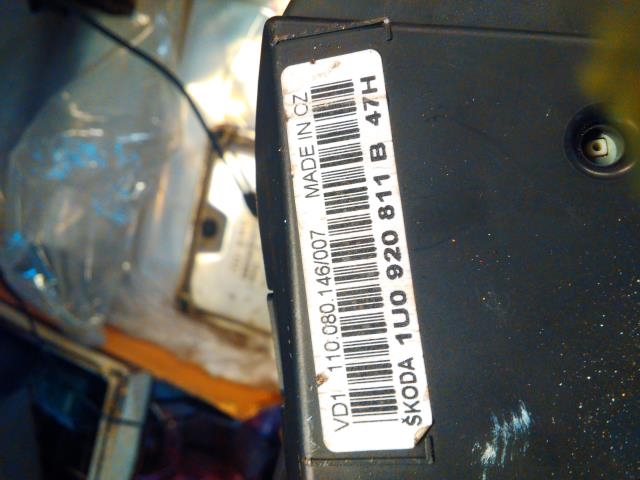 VD1 110.080.146/007 MADE IN CZ
ŠKODA 1U0 920 811 B 47H